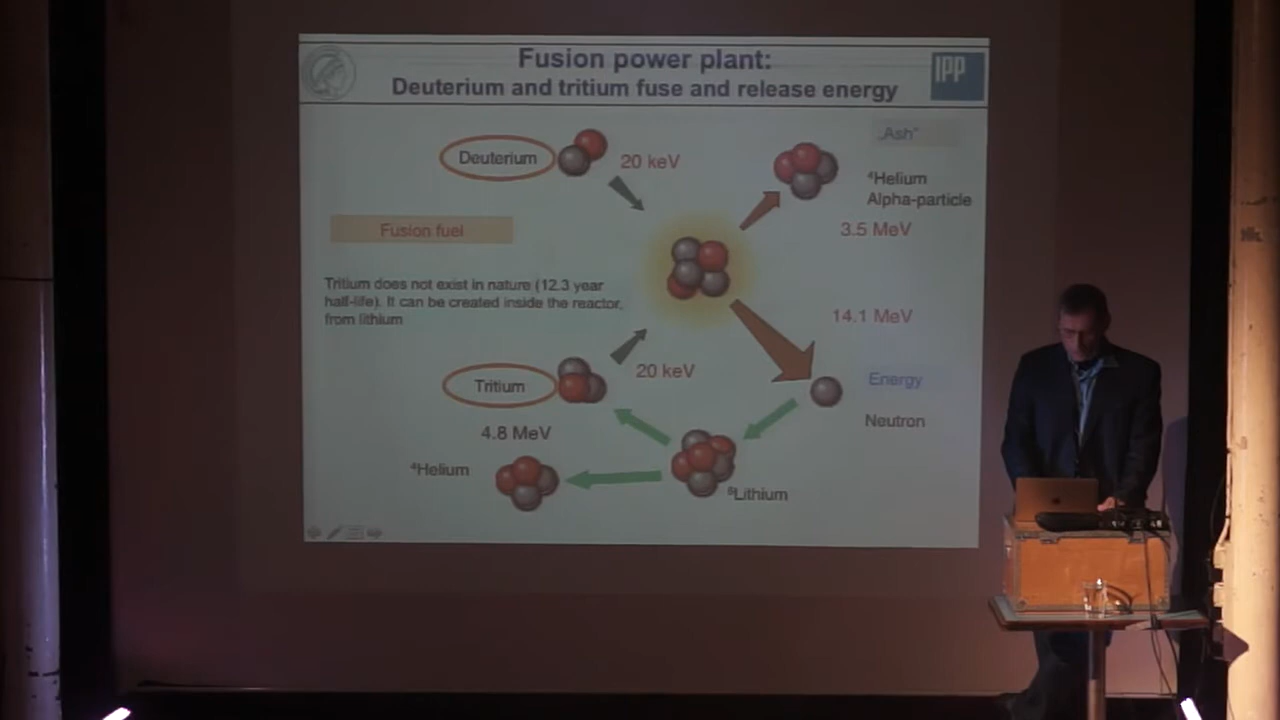 Fusion power plant:
Deuterium and tritium fuse and release energy
IPP
Deuterium
20 keV
„Ash"
⁴Helium
Alpha-particle
3.5 MeV
Fusion fuel
Tritium does not exist in nature (12.3 year
half-life). It can be created inside the reactor,
from lithium
14.1 MeV
Tritium
20 keV
Energy
Neutron
4.8 MeV
⁴Helium
⁶Lithium